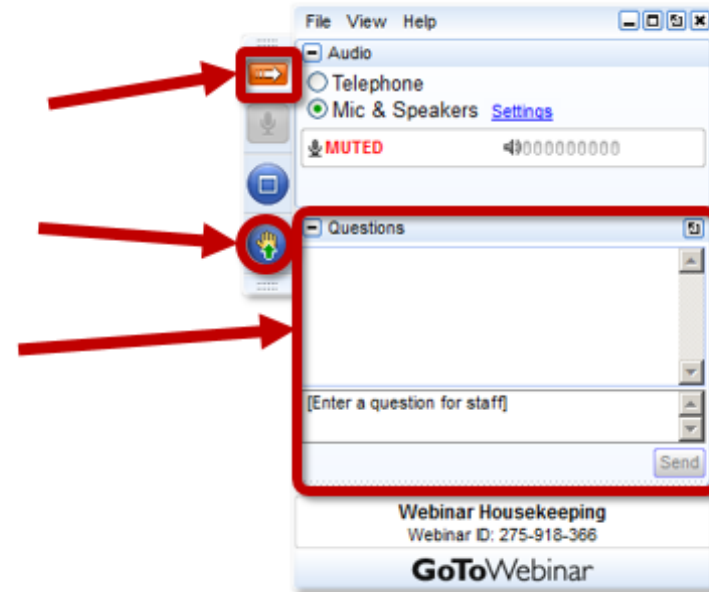 File View Help
Audio
Telephone
Mic & Speakers Settings
MUTED 000000000
Questions
[Enter a question for staff]
Send
Webinar Housekeeping
Webinar ID: 275-918-366
GoToWebinar